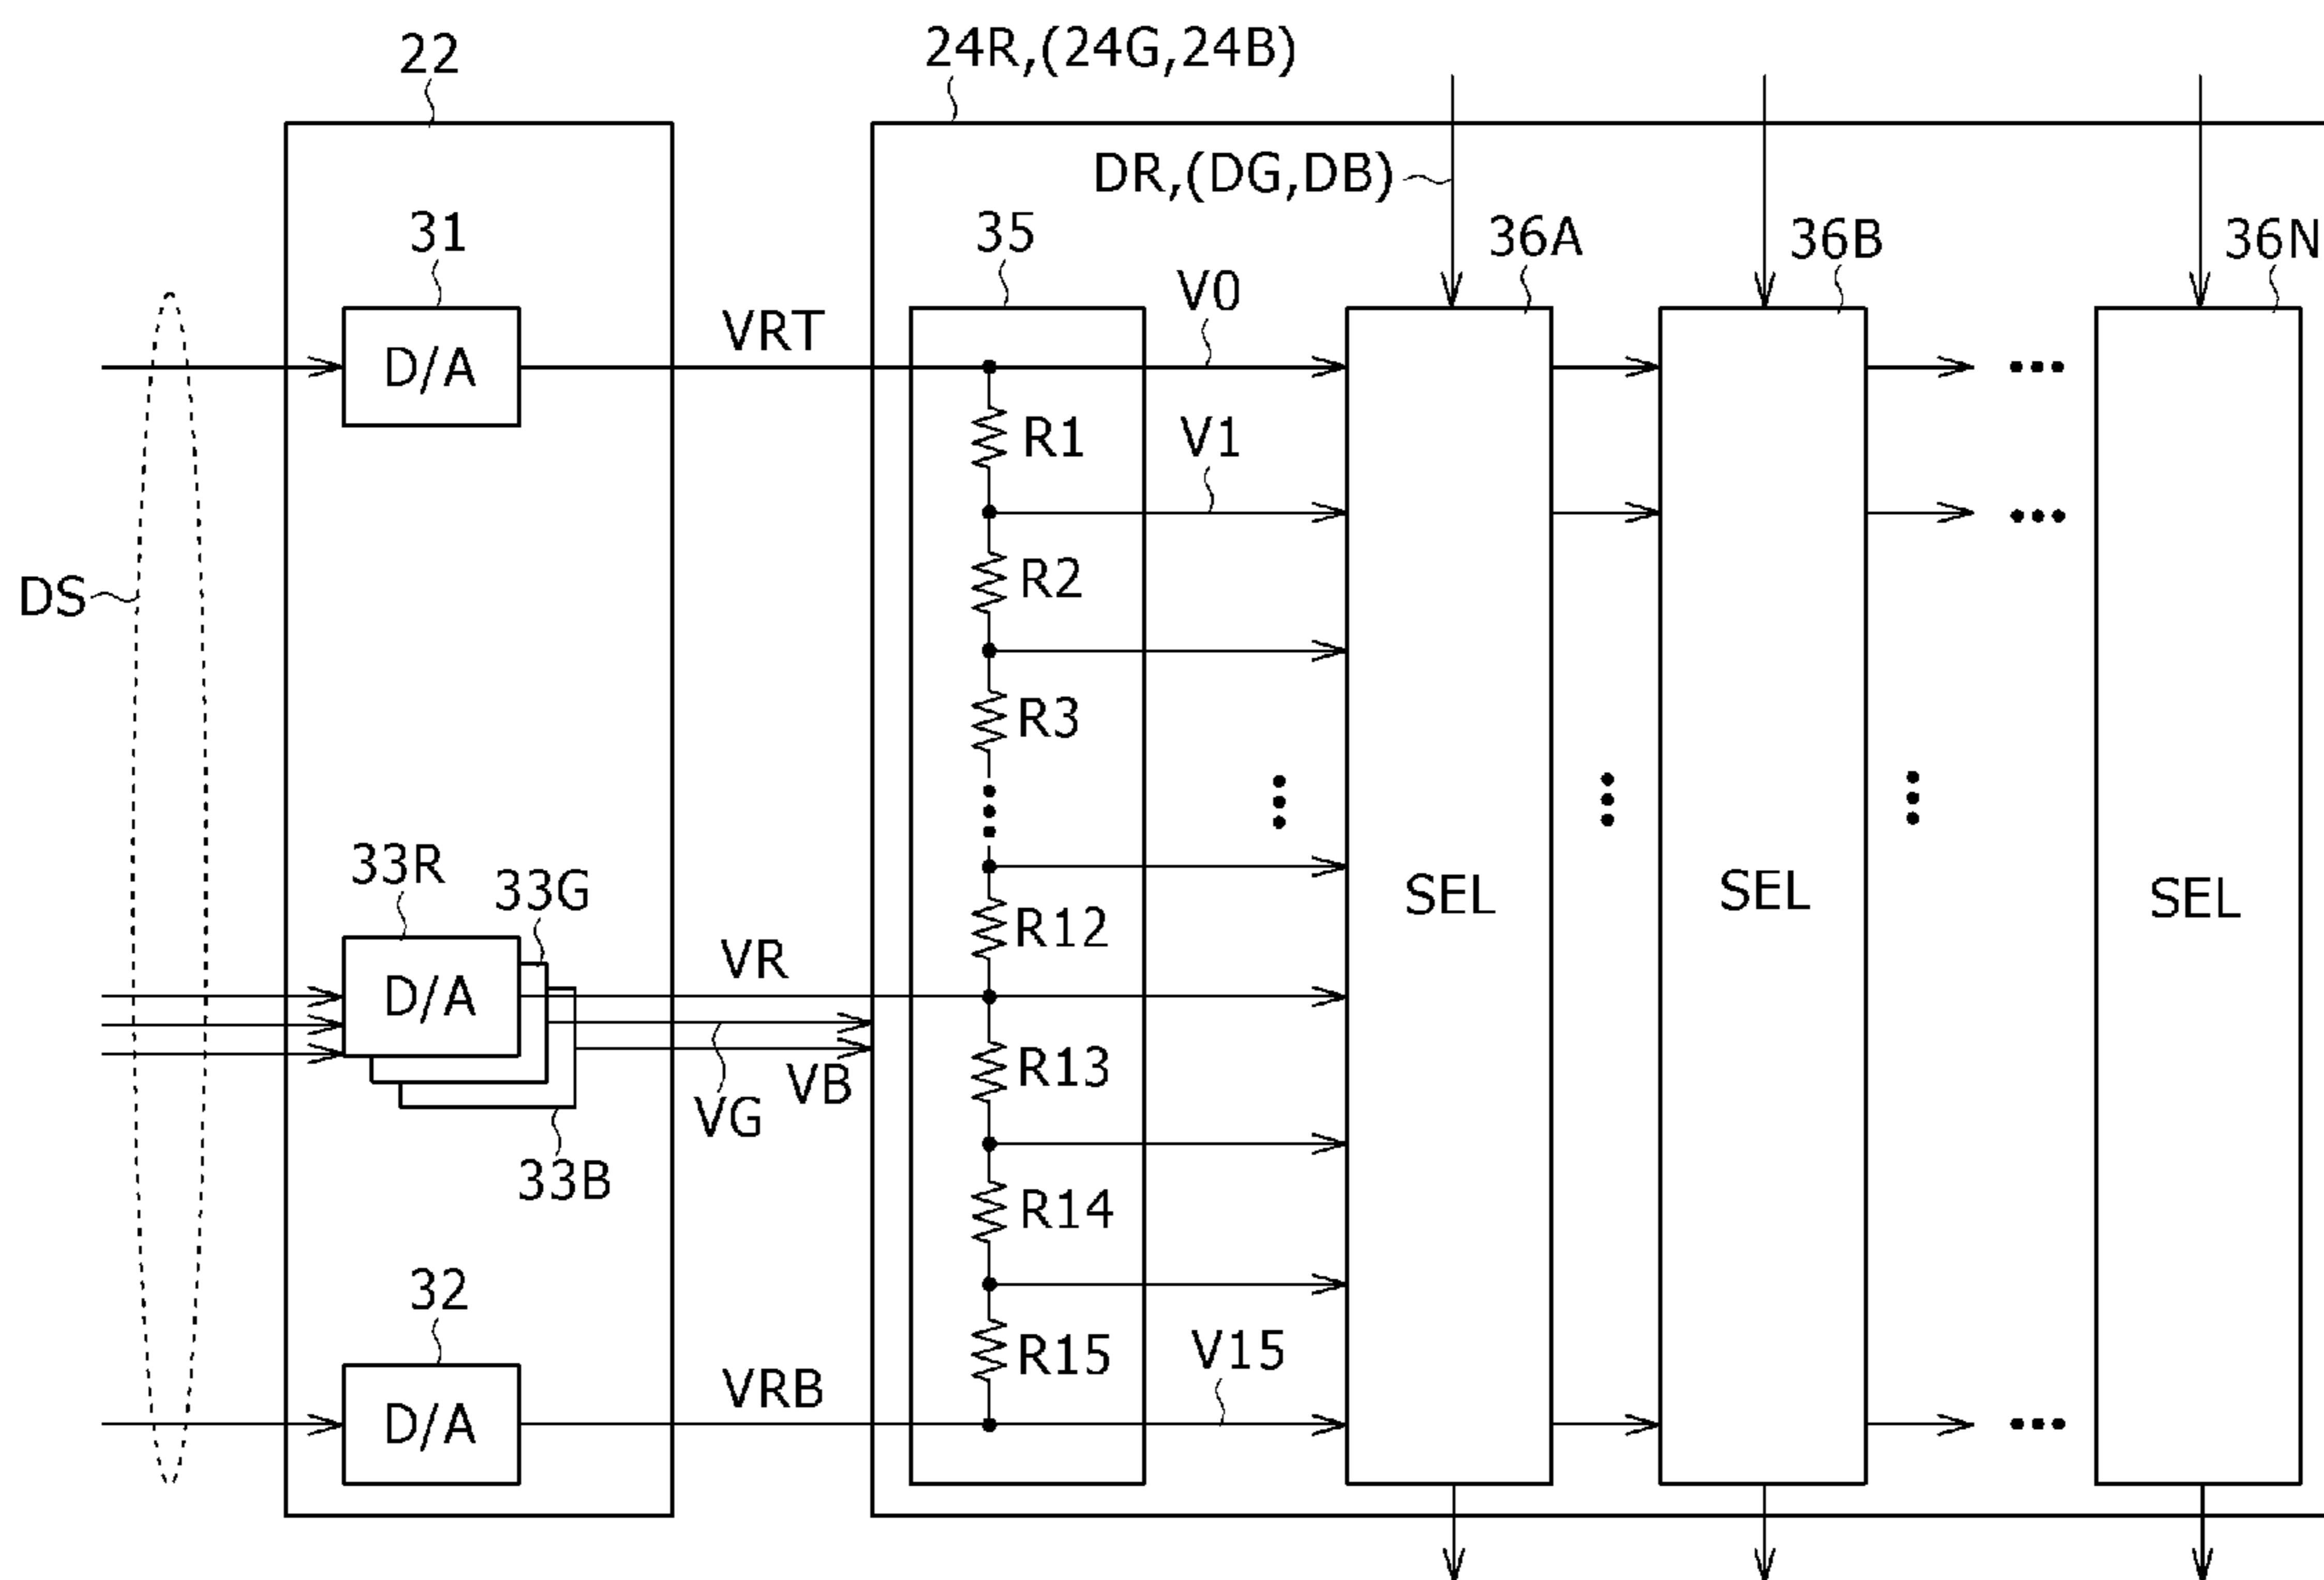 22
24R,(24G,24B)
DR,(DG,DB)
31
35
36A
36B
36N
V0
VRT
D/A
R1
V1
R2
DS
R3
33R
33G
SEL
SEL
SEL
R12
VR
D/A
R13
VB
VG
33B
R14
32
R15
V15
VRB
D/A